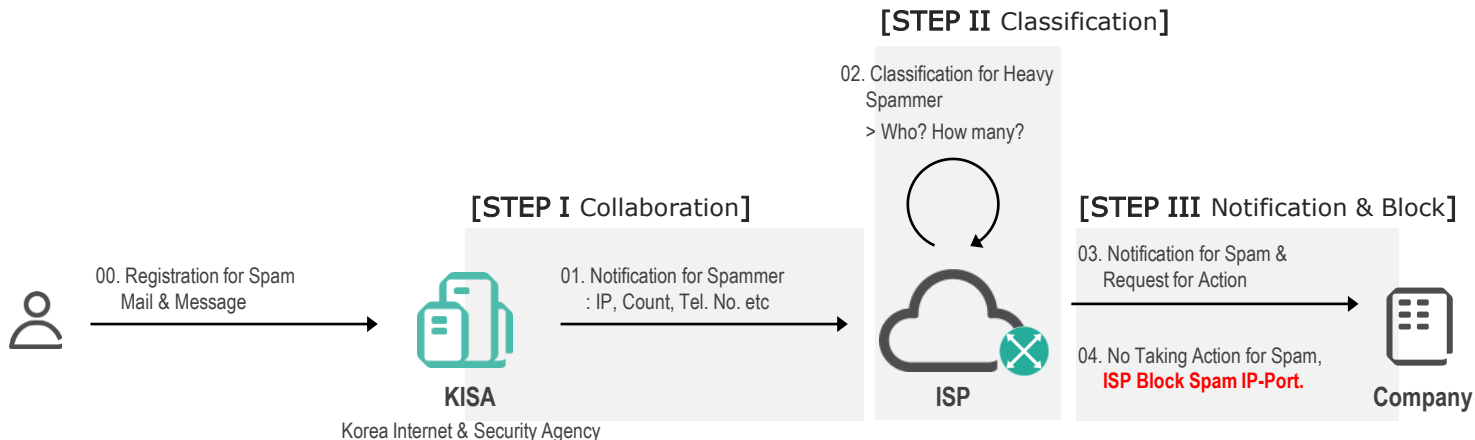 [STEP II Classification]
02. Classification for Heavy
Spammer
> Who? How many?
[STEP I Collaboration]
[STEP III Notification & Block]
00. Registration for Spam
Mail & Message
01. Notification for Spammer
: IP, Count, Tel. No. etc
03. Notification for Spam &
Request for Action
04. No Taking Action for Spam,
ISP Block Spam IP-Port.
KISA
Korea Internet & Security Agency
ISP
Company